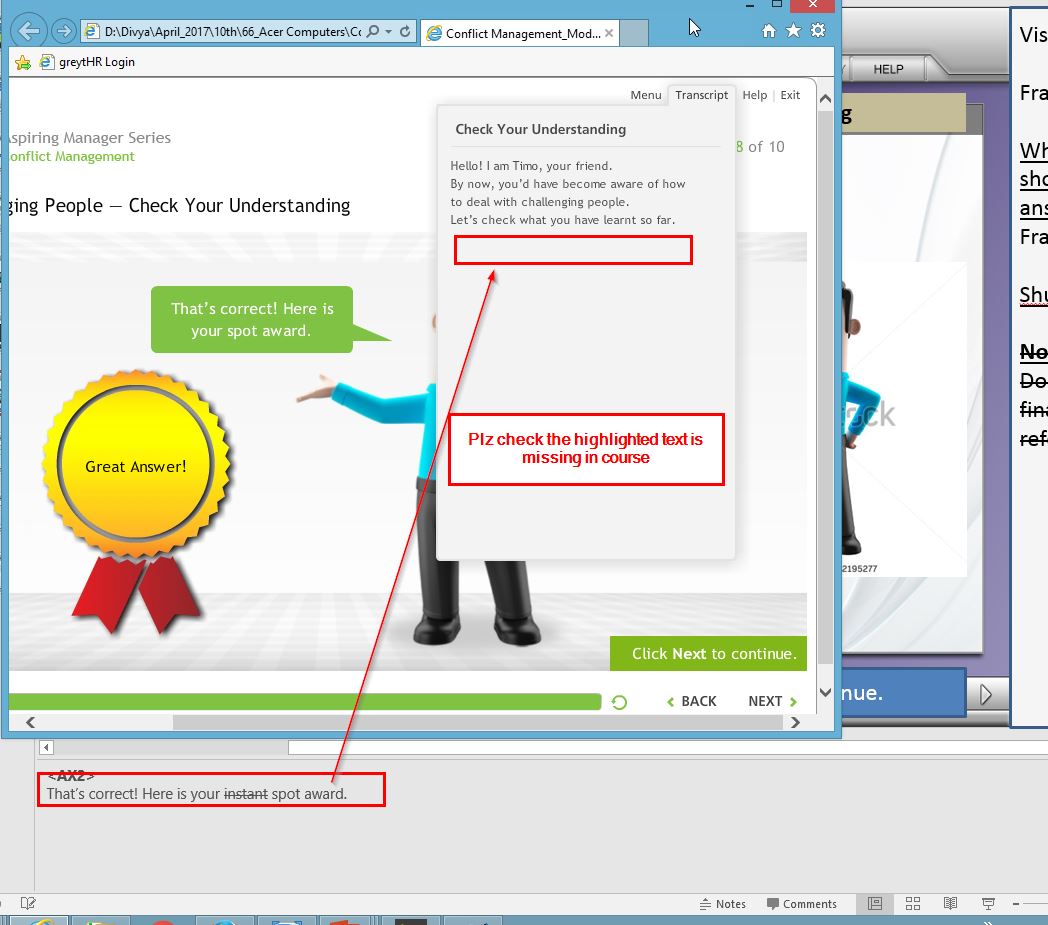 D:\Divya\April_2017\10th\66_Acer Computers\Cc
Conflict Management_Mod...
greytHR Login
HELP
Vis
Menu Transcript Help Exit
Fra
g
Aspiring Manager Series
Conflict Management
8 of 10
Check Your Understanding
Hello! I am Timo, your friend.
By now, you'd have become aware of how
to deal with challenging people.
Let's check what you have learnt so far.
Wh
sho
ans
Fra
ging People — Check Your Understanding
Shu
That's correct! Here is
your spot award.
No
Do
fina
refe
ck
Great Answer!
Plz check the highlighted text is
missing in course
2195277
Click Next to continue.
nue.
BACK NEXT
<AX2>
That's correct! Here is your instant spot award.
Notes Comments